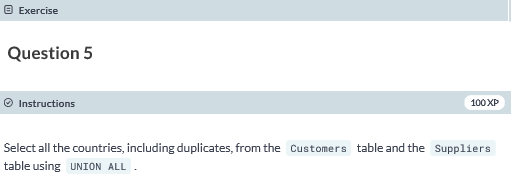 Exercise
Question 5
Instructions
100 XP
Select all the countries, including duplicates, from the Customers table and the Suppliers
table using UNION ALL .